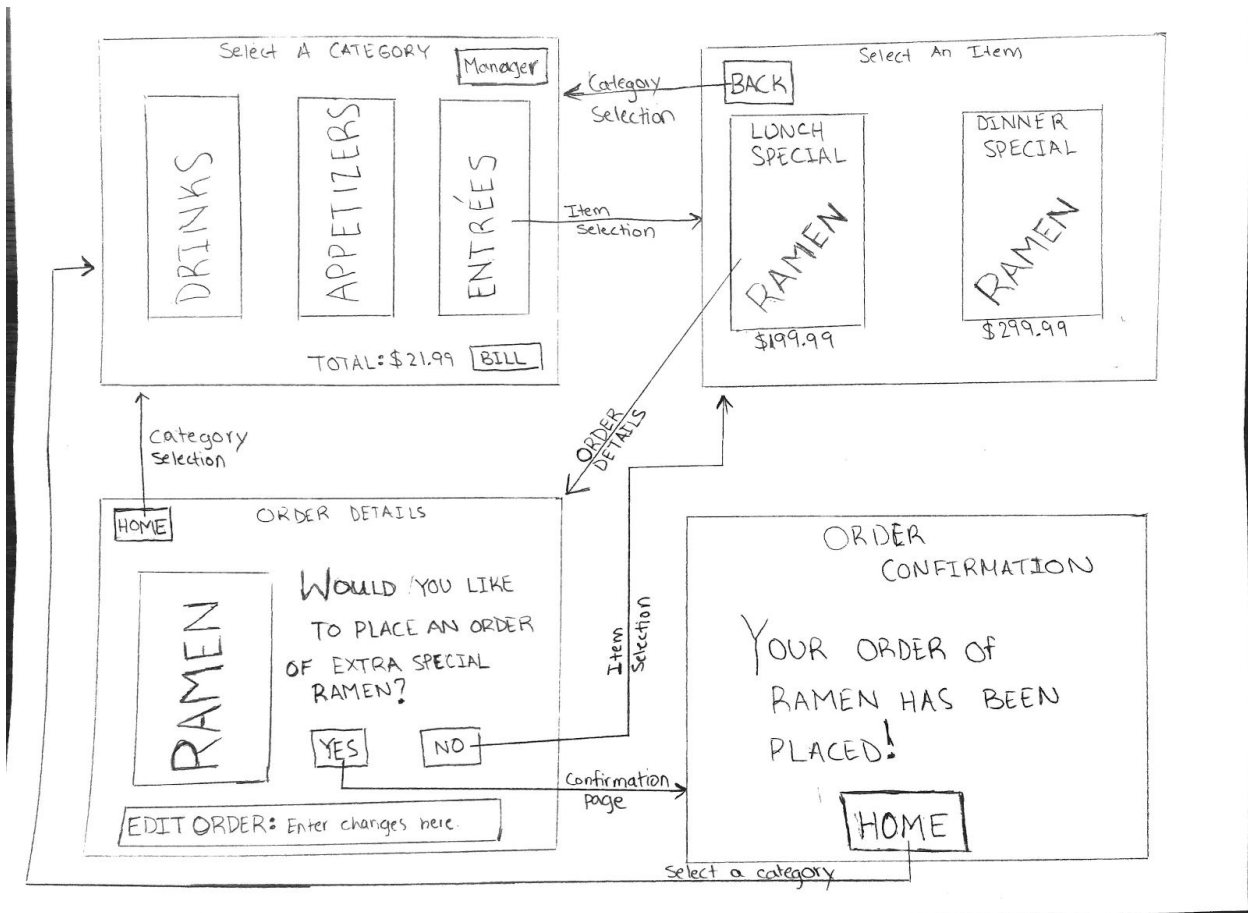 Select A CATEGORY
Manager
DRINKS
APPETIZERS
ENTRÉES
TOTAL: $21.99 BILL
Category
Selection
Item
Selection
Select An Item
BACK
LUNCH
SPECIAL
RAMEN
$199.99
DINNER
SPECIAL
RAMEN
$299.99
Category
Selection
ORDER
DETAILS
HOME
ORDER DETAILS
RAMEN
WOULD YOU LIKE
TO PLACE AN ORDER
OF EXTRA SPECIAL
RAMEN?
YES NO
EDIT ORDER: Enter changes here.
Item
Selection
Confirmation
page
ORDER
CONFIRMATION
YOUR ORDER Of
RAMEN HAS BEEN
PLACED!
HOME
Select a category